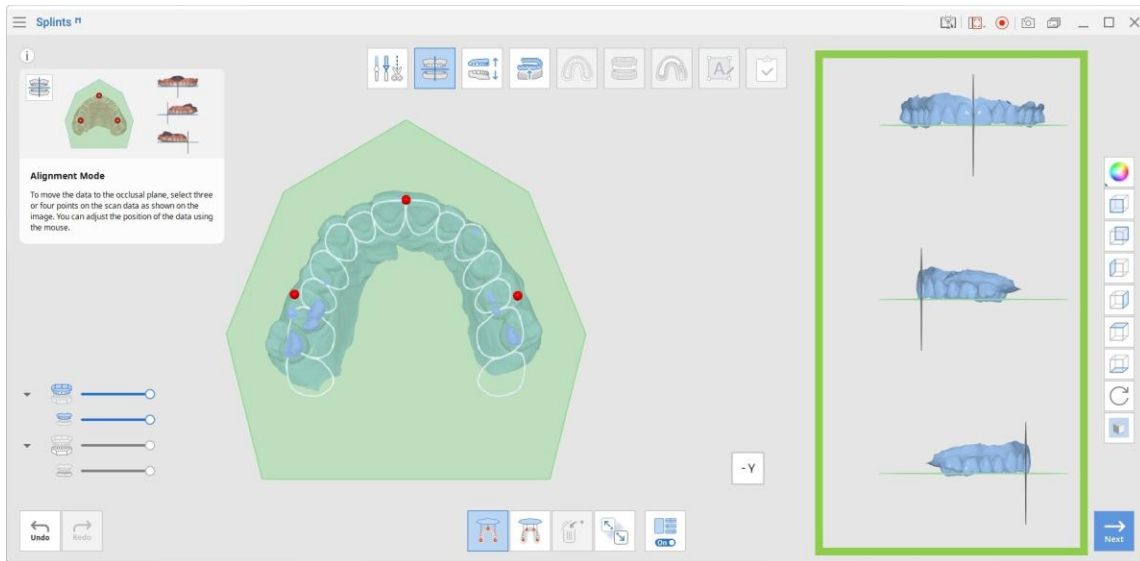 Splints
Alignment Mode
To move the data to the occlusal plane, select three
or four points on the scan data as shown on the
image. You can adjust the position of the data using
the mouse.
- Y
Undo
Redo
On
Next